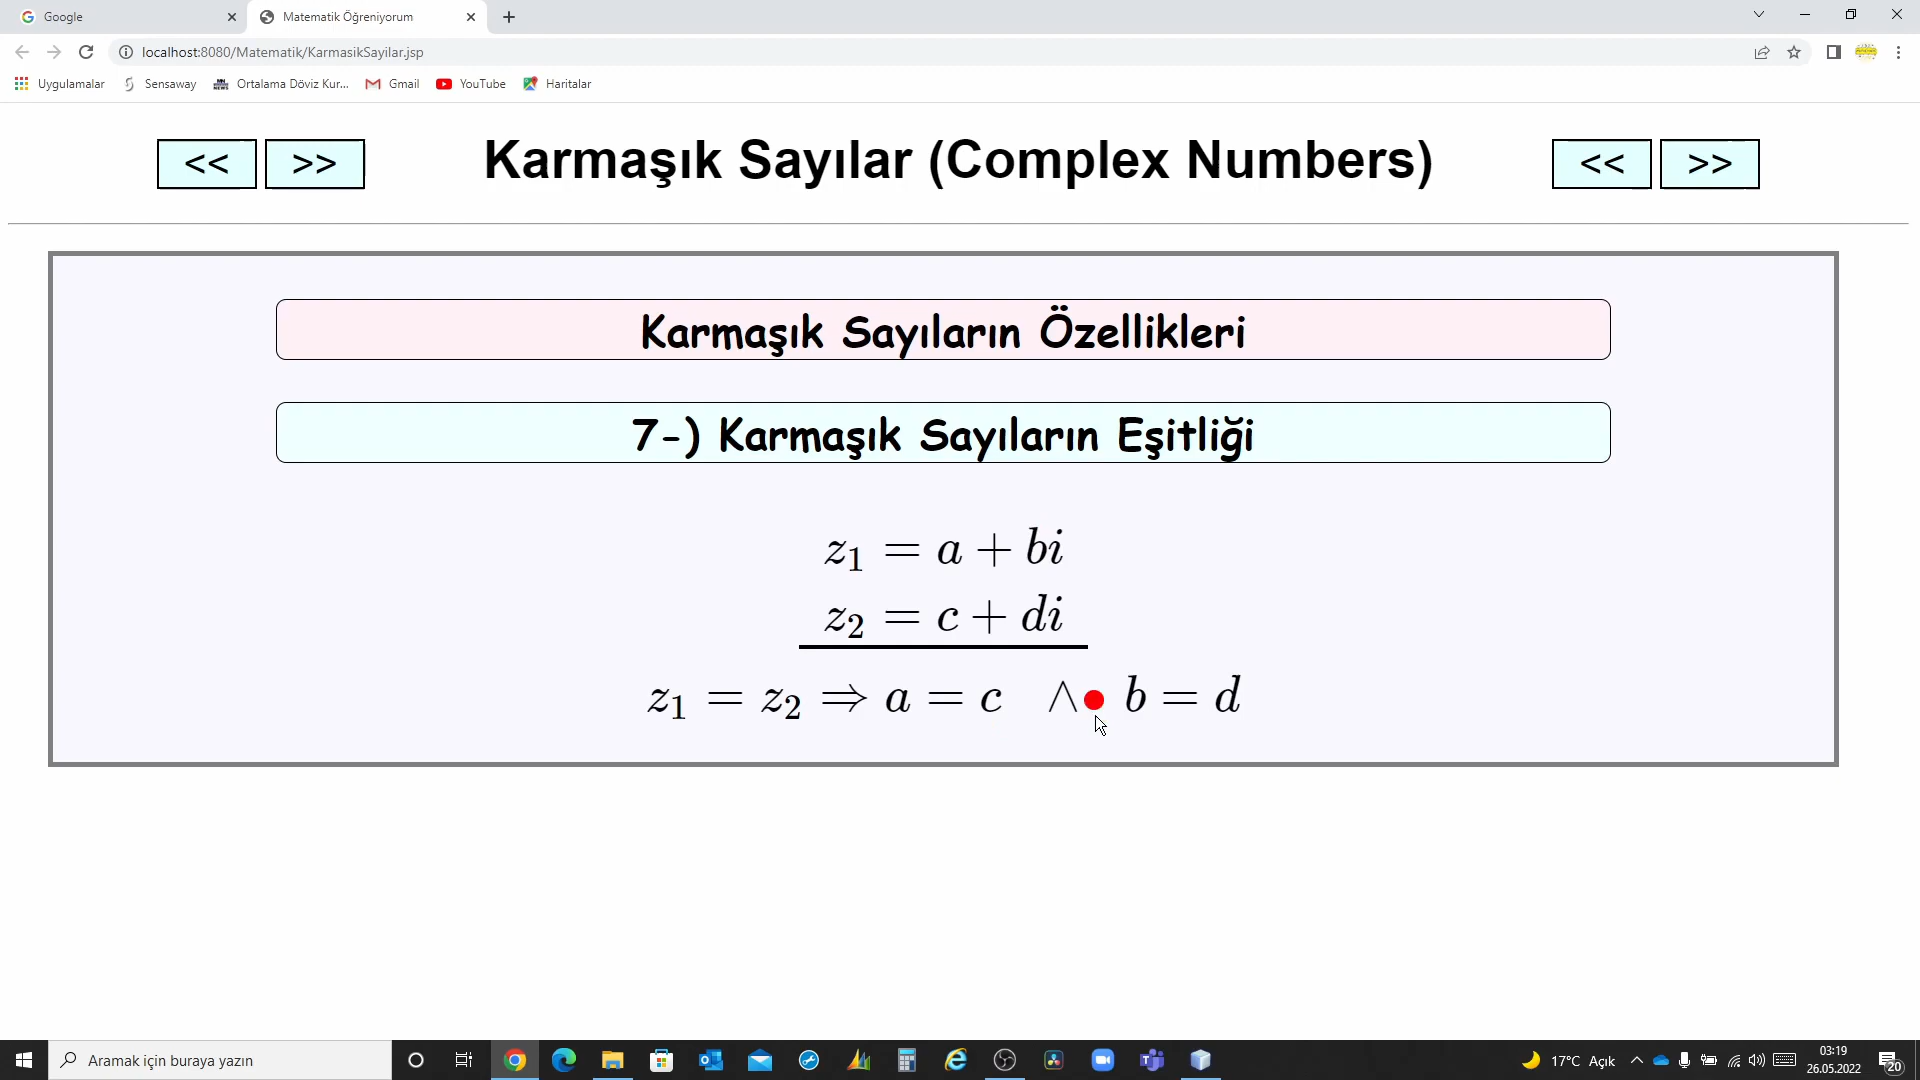 Google
Matematik Öğreniyorum
localhost:8080/Matematik/KarmasikSayilar.jsp
Uygulamalar Sensaway Ortalama Döviz Kur... Gmail YouTube Haritalar
<< >> Karmaşık Sayılar (Complex Numbers) << >>
Karmaşık Sayıların Özellikleri
7-) Karmaşık Sayıların Eşitliği
z₁ = a + bi
z₂ = c + di
z₁ = z₂ ⇒ a = c ∧ b = d
Aramak için buraya yazın
17°C Açık
03:19
26.05.2022
20